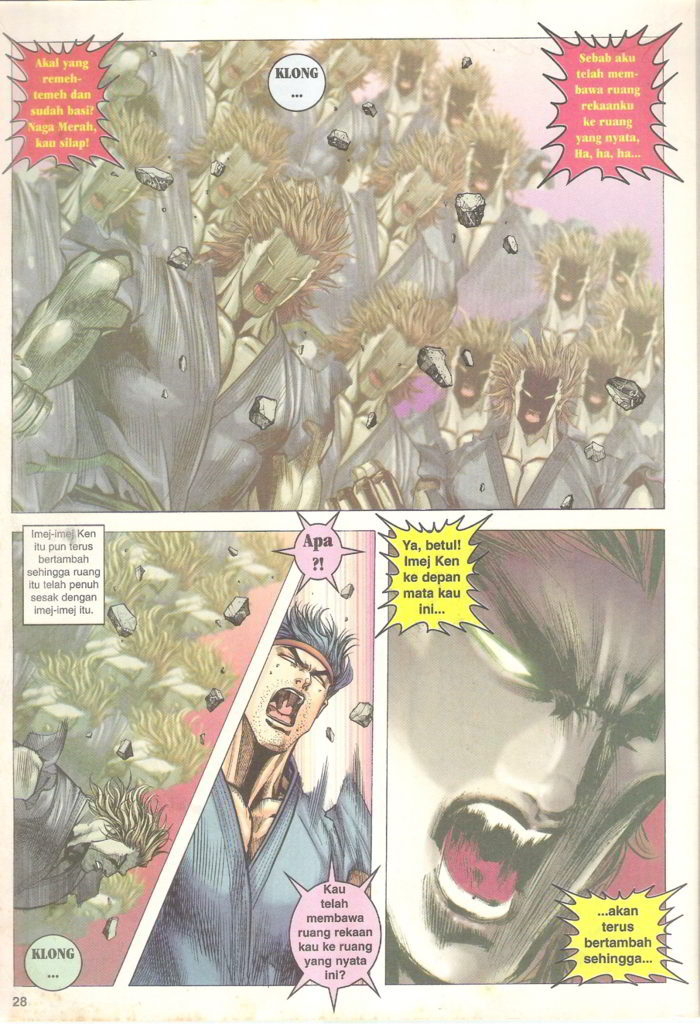 Akal yang
remeh-
temeh dan
sudah basi?
Naga Merah,
kau silap!
KLONG
...
Sebab aku
telah mem-
bawa ruang
rekaanku
ke ruang
yang nyata,
Ha, ha, ha...
Imej-imej Ken
itu pun terus
bertambah
sehingga ruang
itu telah penuh
sesak dengan
imej-imej itu.
KLONG
...
Apa
?!
Kau
telah
membawa
ruang rekaan
kau ke ruang
yang nyata
ini?
Ya, betul!
Imej Ken
ke depan
mata kau
ini...
...akan
terus
bertambah
sehingga...
28